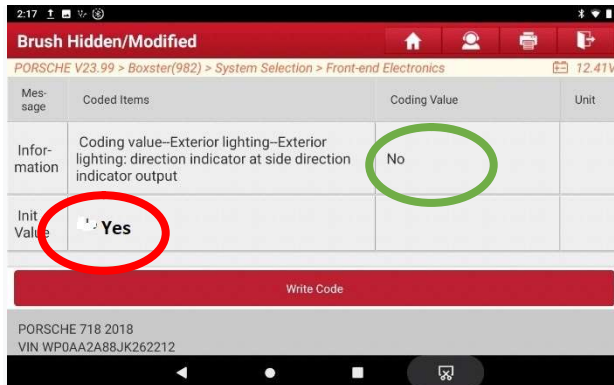 2:17
Brush Hidden/Modified
PORSCHE V23.99 > Boxster(982) > System Selection > Front-end Electronics 12.41V
Mes-
sage
Coded Items
Coding Value
Unit
Infor-
mation
Coding value--Exterior lighting--Exterior
lighting: direction indicator at side direction
indicator output
No
Init
Value
Yes
Write Code
PORSCHE 718 2018
VIN WP0AA2A88JK262212